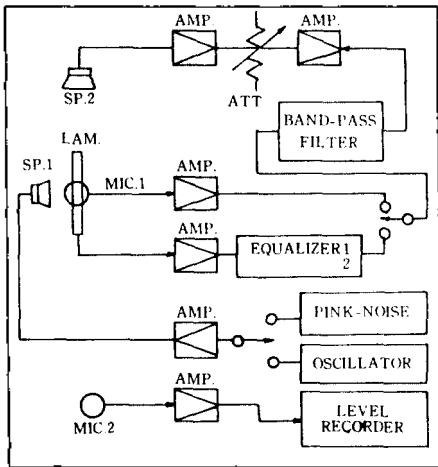 AMP.
AMP.
ATT
SP.2
BAND-PASS
FILTER
LAM.
SP.1
MIC.1
AMP.
AMP.
EQUALIZER 1
2
AMP.
PINK-NOISE
OSCILLATOR
AMP.
MIC.2
LEVEL
RECORDER